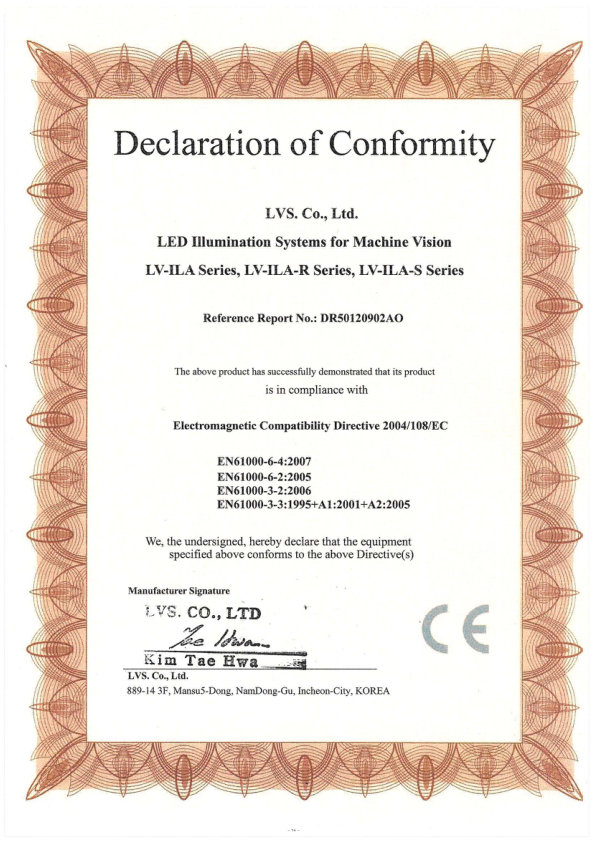 Declaration of Conformity
LVS. Co., Ltd.
LED Illumination Systems for Machine Vision
LV-ILA Series, LV-ILA-R Series, LV-ILA-S Series
Reference Report No.: DR50120902AO
The above product has successfully demonstrated that its product
is in compliance with
Electromagnetic Compatibility Directive 2004/108/EC
EN61000-6-4:2007
EN61000-6-2:2005
EN61000-3-2:2006
EN61000-3-3:1995+A1:2001+A2:2005
We, the undersigned, hereby declare that the equipment
specified above conforms to the above Directive(s)
Manufacturer Signature
LVS. CO., LTD
Tae Hwa
Kim Tae Hwa
CE
LVS. Co., Ltd.
889-14 3F, Mansu5-Dong, NamDong-Gu, Incheon-City, KOREA